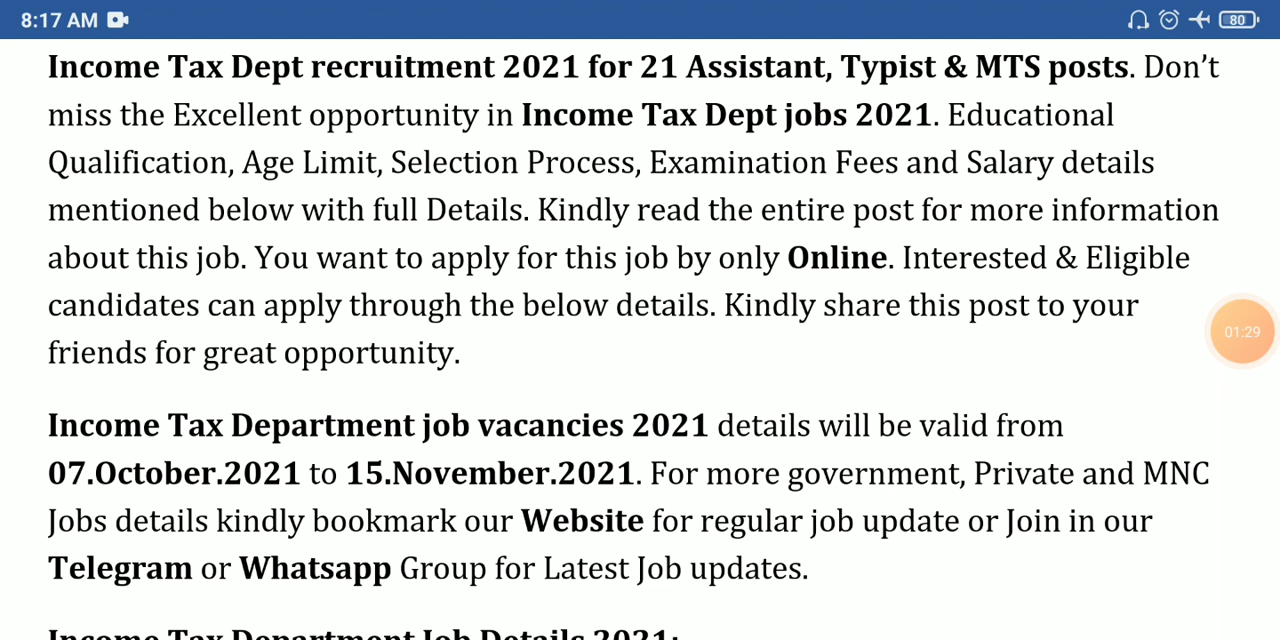 8:17 AM
80
Income Tax Dept recruitment 2021 for 21 Assistant, Typist & MTS posts. Don’t
miss the Excellent opportunity in Income Tax Dept jobs 2021. Educational
Qualification, Age Limit, Selection Process, Examination Fees and Salary details
mentioned below with full Details. Kindly read the entire post for more information
about this job. You want to apply for this job by only Online. Interested & Eligible
candidates can apply through the below details. Kindly share this post to your
01:29
friends for great opportunity.
Income Tax Department job vacancies 2021 details will be valid from
07.October.2021 to 15.November.2021. For more government, Private and MNC
Jobs details kindly bookmark our Website for regular job update or Join in our
Telegram or Whatsapp Group for Latest Job updates.
Income Tax Department Job Details 2021: